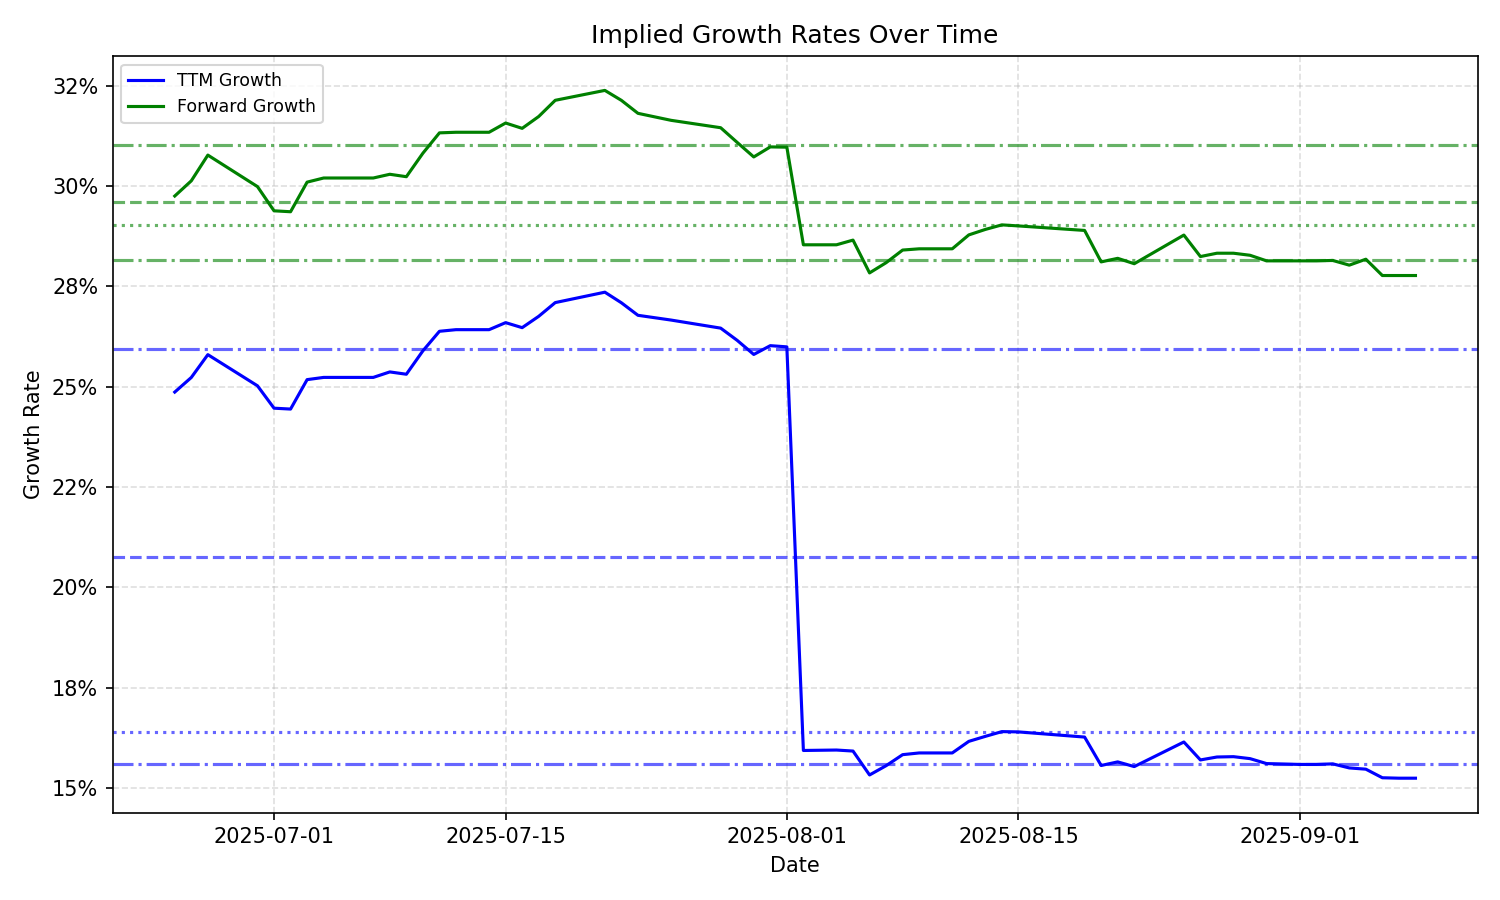 Implied Growth Rates Over Time
TTM Growth
Forward Growth
32%
30%
28%
25%
22%
20%
18%
15%
Growth Rate
2025-07-01
2025-07-15
2025-08-01
2025-08-15
2025-09-01
Date